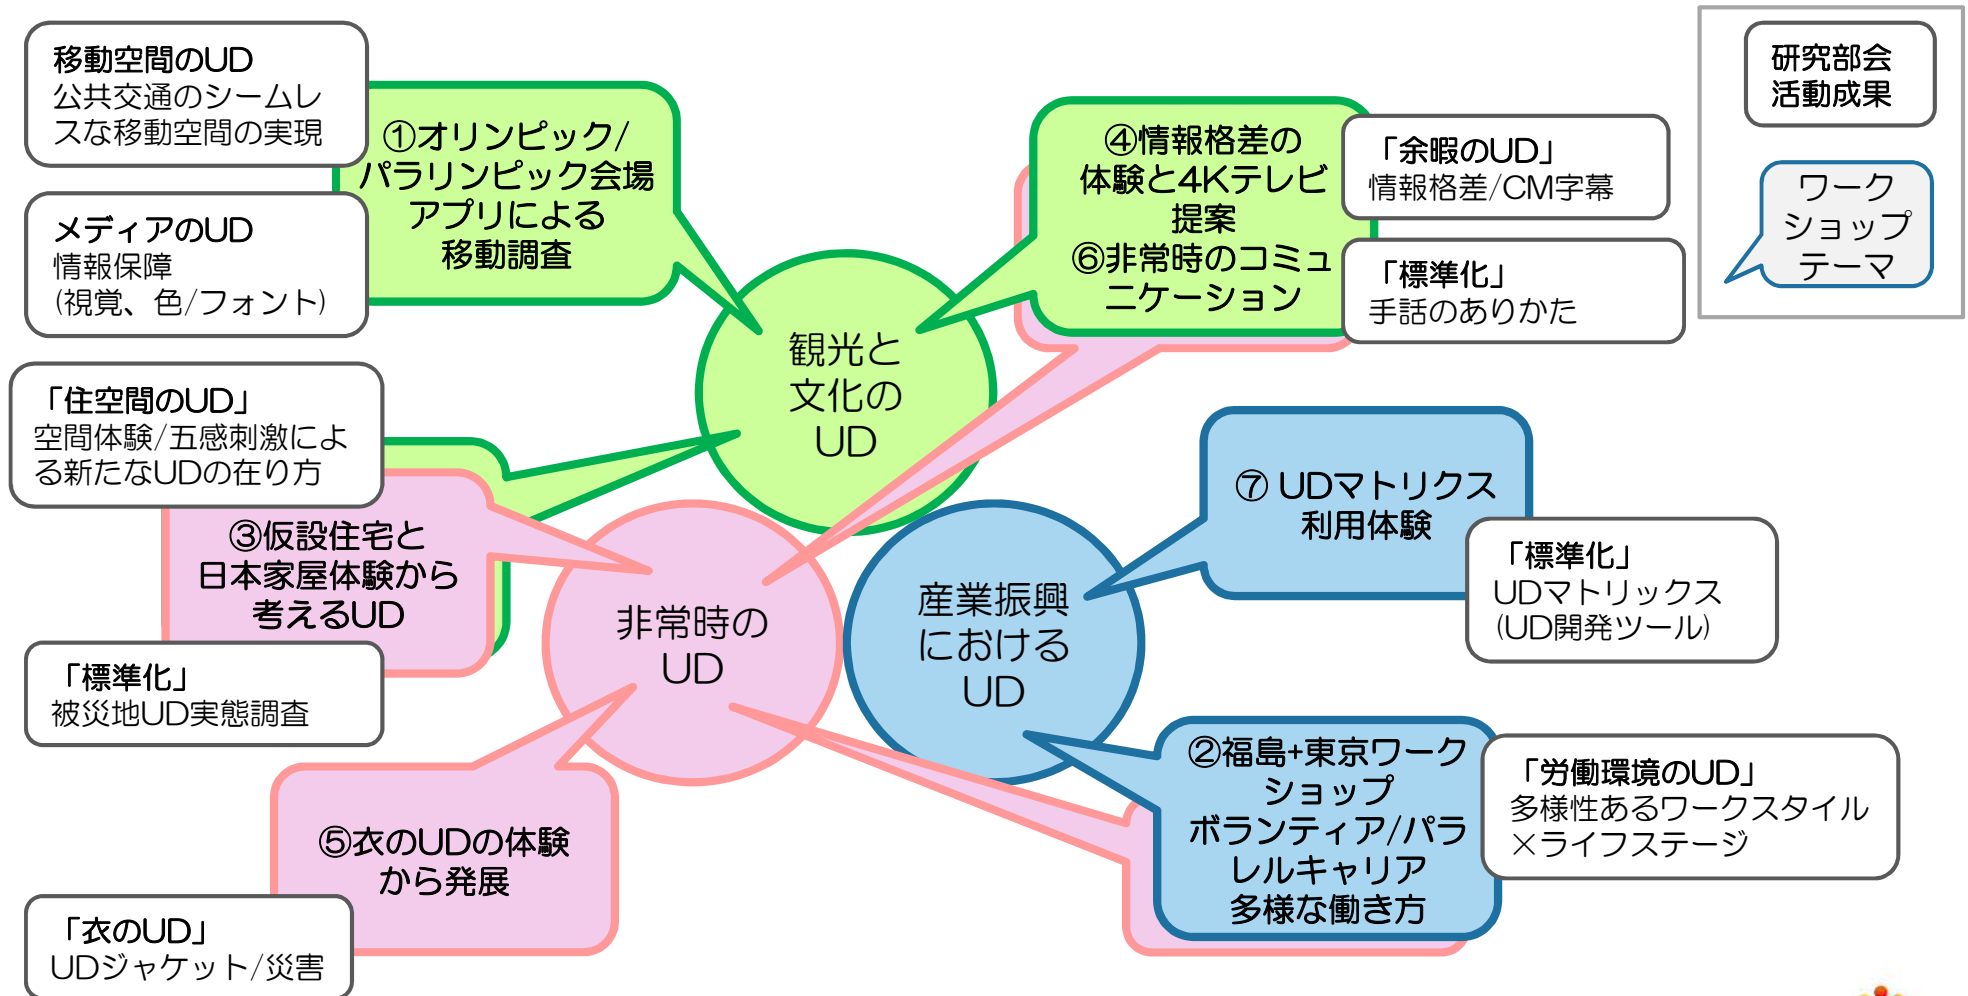 移動空間のUD
公共交通のシームレ
スな移動空間の実現
メディアのUD
情報保障
(視覚、色/フォント)
①オリンピック/
パラリンピック会場
アプリによる
移動調査
④情報格差の
体験と4Kテレビ
提案
⑥非常時のコミュ
ニケーション
「余暇のUD」
情報格差/CM字幕
「標準化」
手話のありかた
研究部会
活動成果
ワーク
ショップ
テーマ
観光と
文化の
UD
「住空間のUD」
空間体験/五感刺激によ
る新たなUDの在り方
③仮設住宅と
日本家屋体験から
考えるUD
「標準化」
被災地UD実態調査
非常時の
UD
産業振興
における
UD
⑦ UDマトリクス
利用体験
「標準化」
UDマトリックス
(UD開発ツール)
②福島+東京ワーク
ショップ
ボランティア/パラ
レルキャリア
多様な働き方
「労働環境のUD」
多様性あるワークスタイル
×ライフステージ
⑤衣のUDの体験
から発展
「衣のUD」
UDジャケット/災害